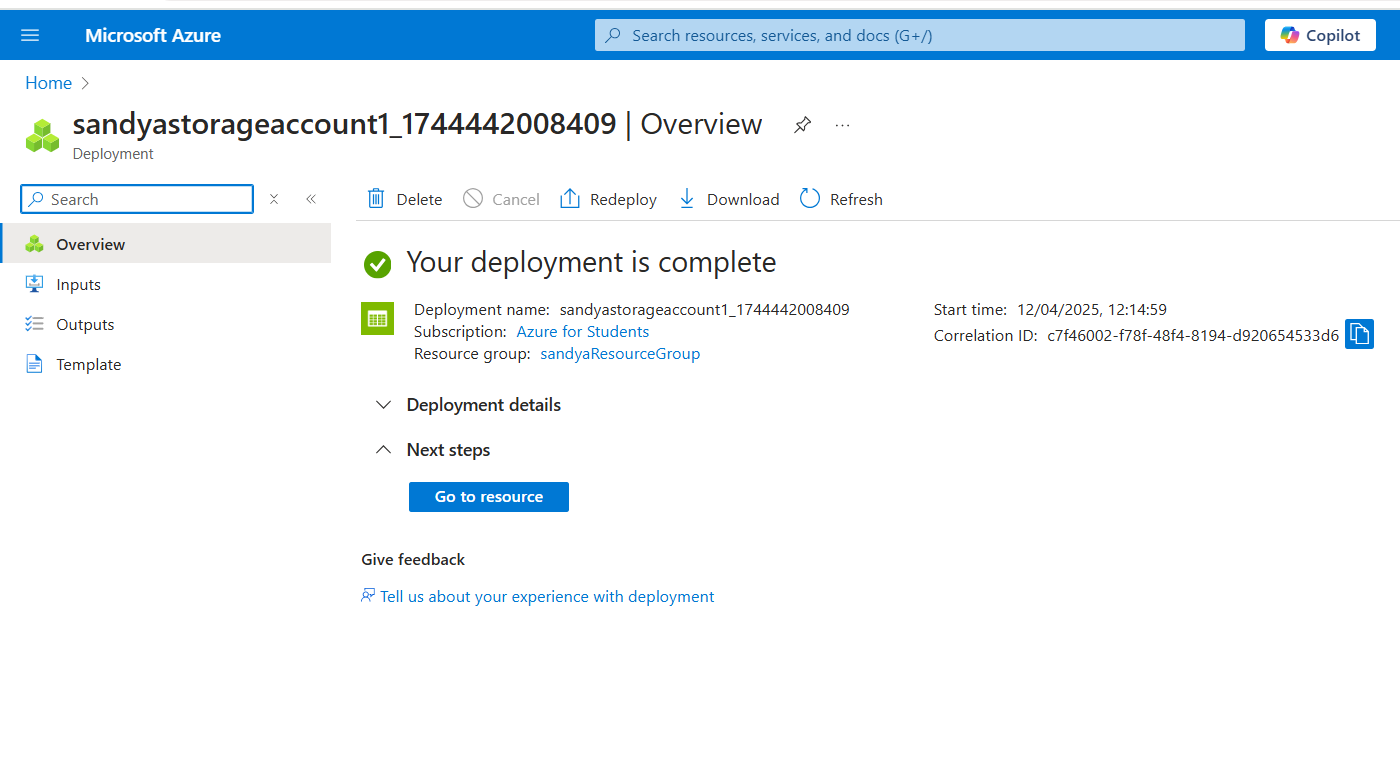 Microsoft Azure
Search resources, services, and docs (G+/)
Copilot
Home
sandyastorageaccount1_1744442008409 | Overview
Deployment
Search
Delete
Cancel
Redeploy
Download
Refresh
Overview
Inputs
Outputs
Template
Your deployment is complete
Deployment name: sandyastorageaccount1_1744442008409
Subscription: Azure for Students
Resource group: sandyaResourceGroup
Start time: 12/04/2025, 12:14:59
Correlation ID: c7f46002-f78f-48f4-8194-d920654533d6
Deployment details
Next steps
Go to resource
Give feedback
Tell us about your experience with deployment